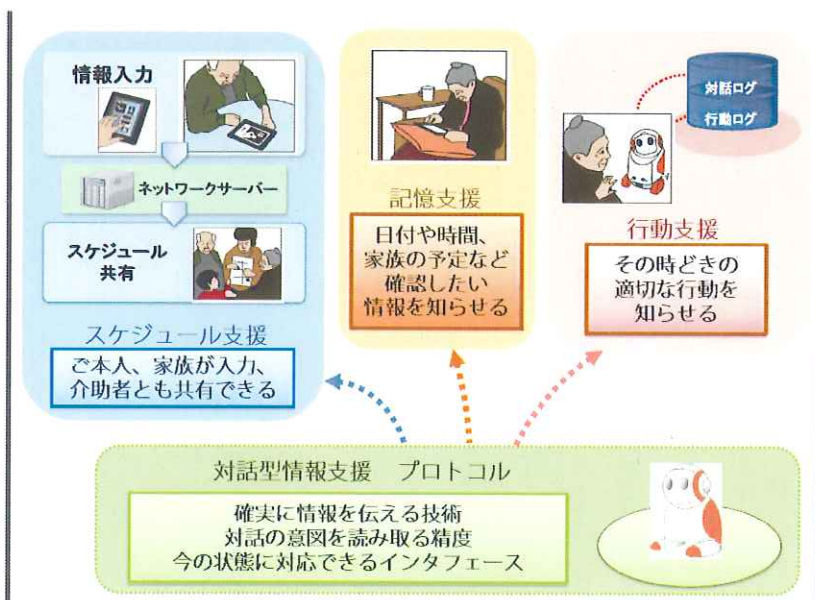 情報入力
ネットワークサーバー
スケジュール
共有
スケジュール支援
ご本人、家族が入力、
介助者とも共有できる
記憶支援
日付や時間、
家族の予定など
確認したい
情報を知らせる
対話ログ
行動ログ
行動支援
その時どきの
適切な行動を
知らせる
対話型情報支援　プロトコル
確実に情報を伝える技術
対話の意図を読み取る精度
今の状態に対応できるインタフェース